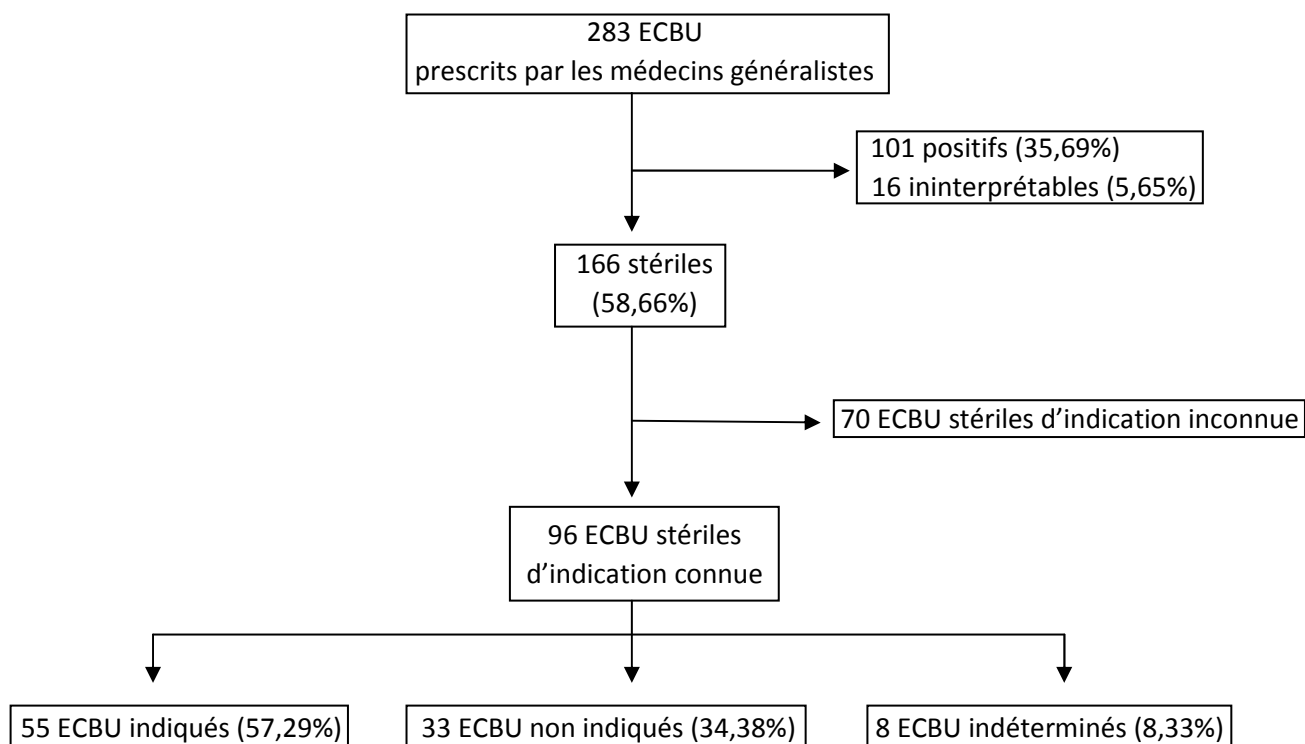 283 ECBU
prescrits par les médecins généralistes
101 positifs (35,69%)
16 ininterprétables (5,65%)
166 stériles
(58,66%)
70 ECBU stériles d’indication inconnue
96 ECBU stériles
d’indication connue
55 ECBU indiqués (57,29%)
33 ECBU non indiqués (34,38%)
8 ECBU indéterminés (8,33%)